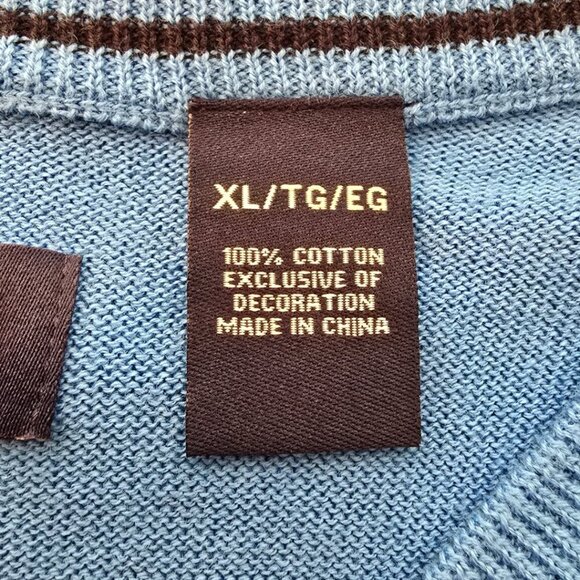 XL/TG/EG
100% COTTON
EXCLUSIVE OF
DECORATION
MADE IN CHINA